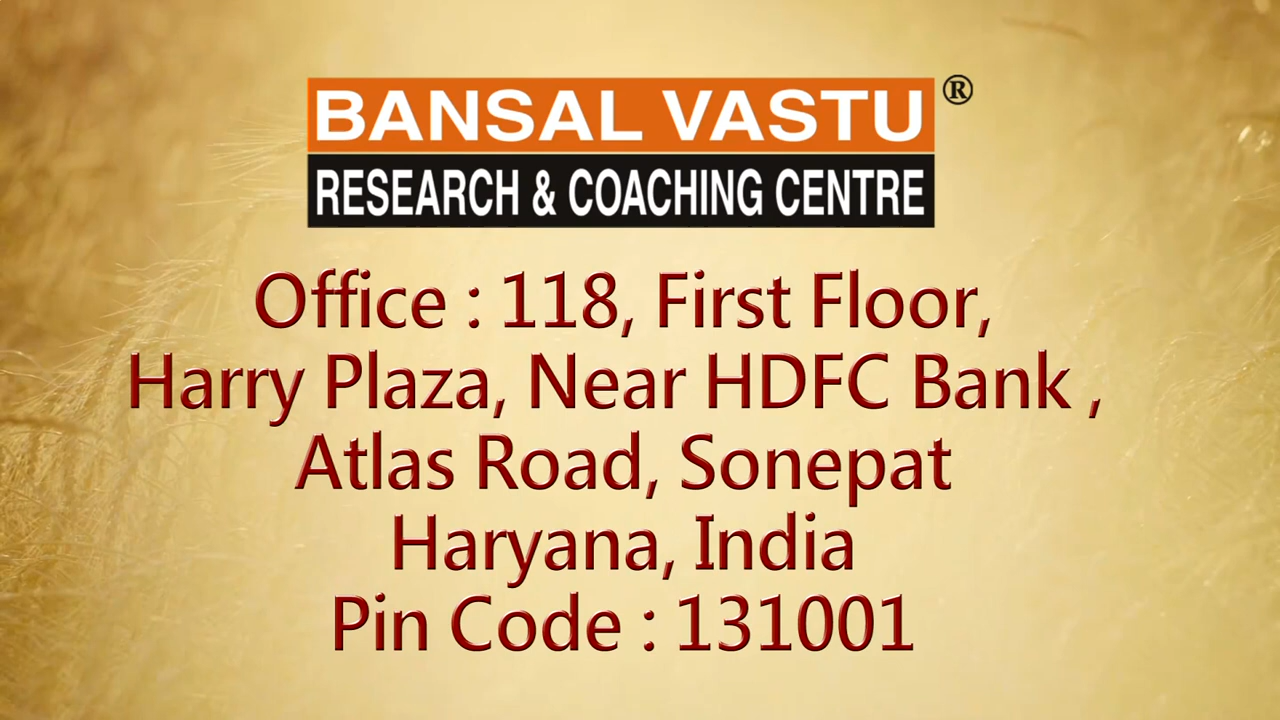 BANSAL VASTU ®
RESEARCH & COACHING CENTRE
Office : 118, First Floor,
Harry Plaza, Near HDFC Bank ,
Atlas Road, Sonepat
Haryana, India
Pin Code : 131001